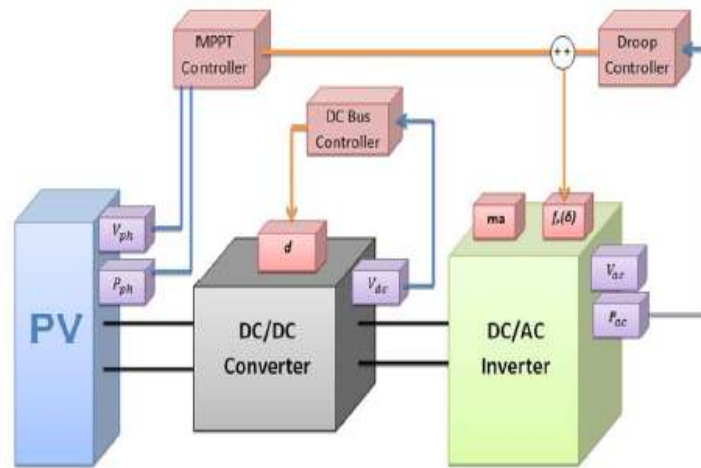 MPPT
Controller
++
Droop
Controller
DC Bus
Controller
ma
f,(δ)
d
V_ph
P_ph
V_dc
V_ac
P_ac
PV
DC/DC
Converter
DC/AC
Inverter